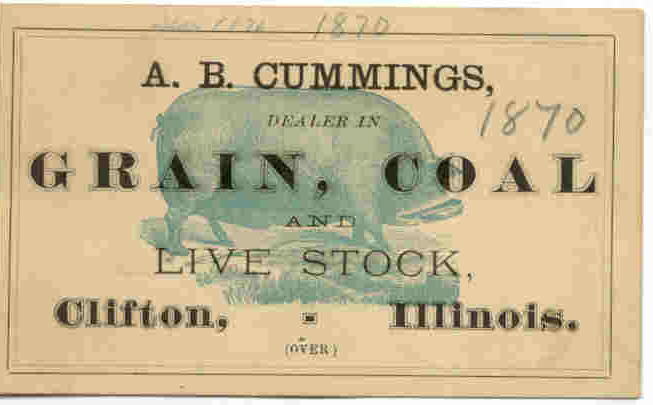 1870
A. B. CUMMINGS,
DEALER IN
1870
GRAIN, COAL
AND
LIVE STOCK,
Clifton, - Illinois.
(OVER)